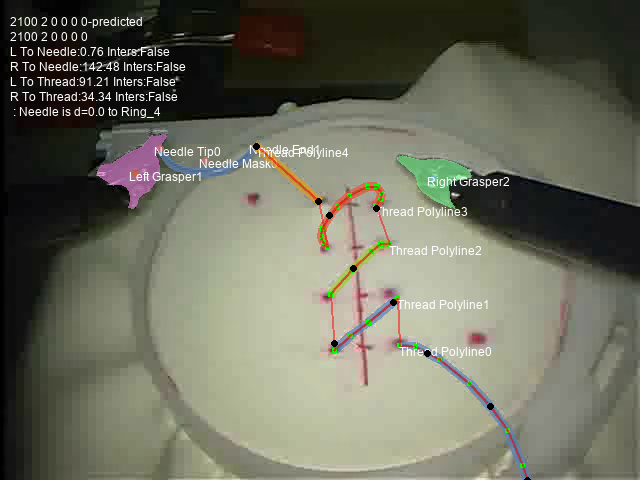 2100 2 0 0 0 0-predicted
2100 2 0 0 0 0
L To Needle:0.76 Inters:False
R To Needle:142.48 Inters:False
L To Thread:91.21 Inters:False
R To Thread:34.34 Inters:False
: Needle is d=0.0 to Ring_4
Needle Tip0
Needle End1
Thread Polyline4
Needle Mask
Left Grasper1
Right Grasper2
Thread Polyline3
Thread Polyline2
Thread Polyline1
Thread Polyline0